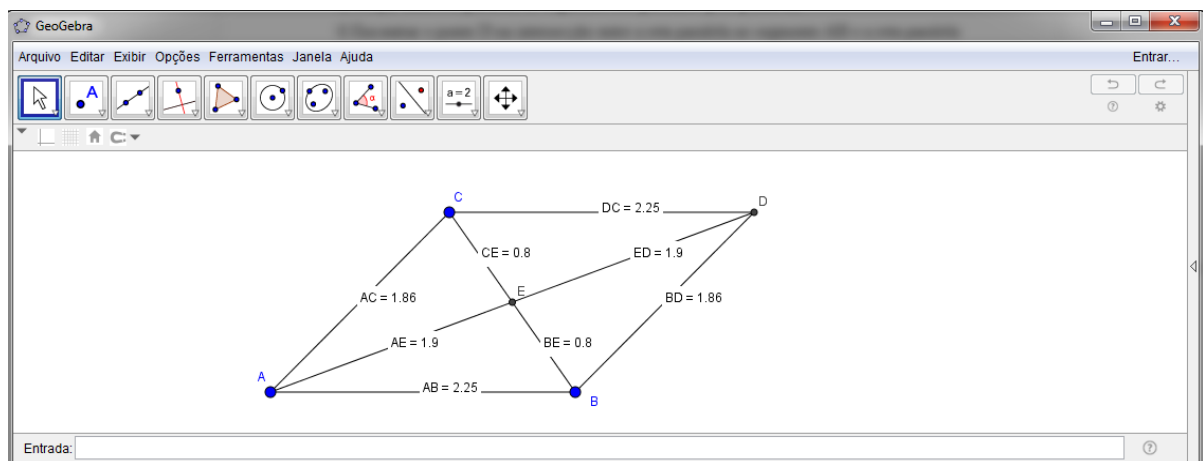 GeoGebra
Arquivo Editar Exibir Opções Ferramentas Janela Ajuda Entrar...
A α a = 2
C D
DC = 2.25
CE = 0.8 ED = 1.9
E
AC = 1.86 BD = 1.86
AE = 1.9 BE = 0.8
A
AB = 2.25
B
Entrada: